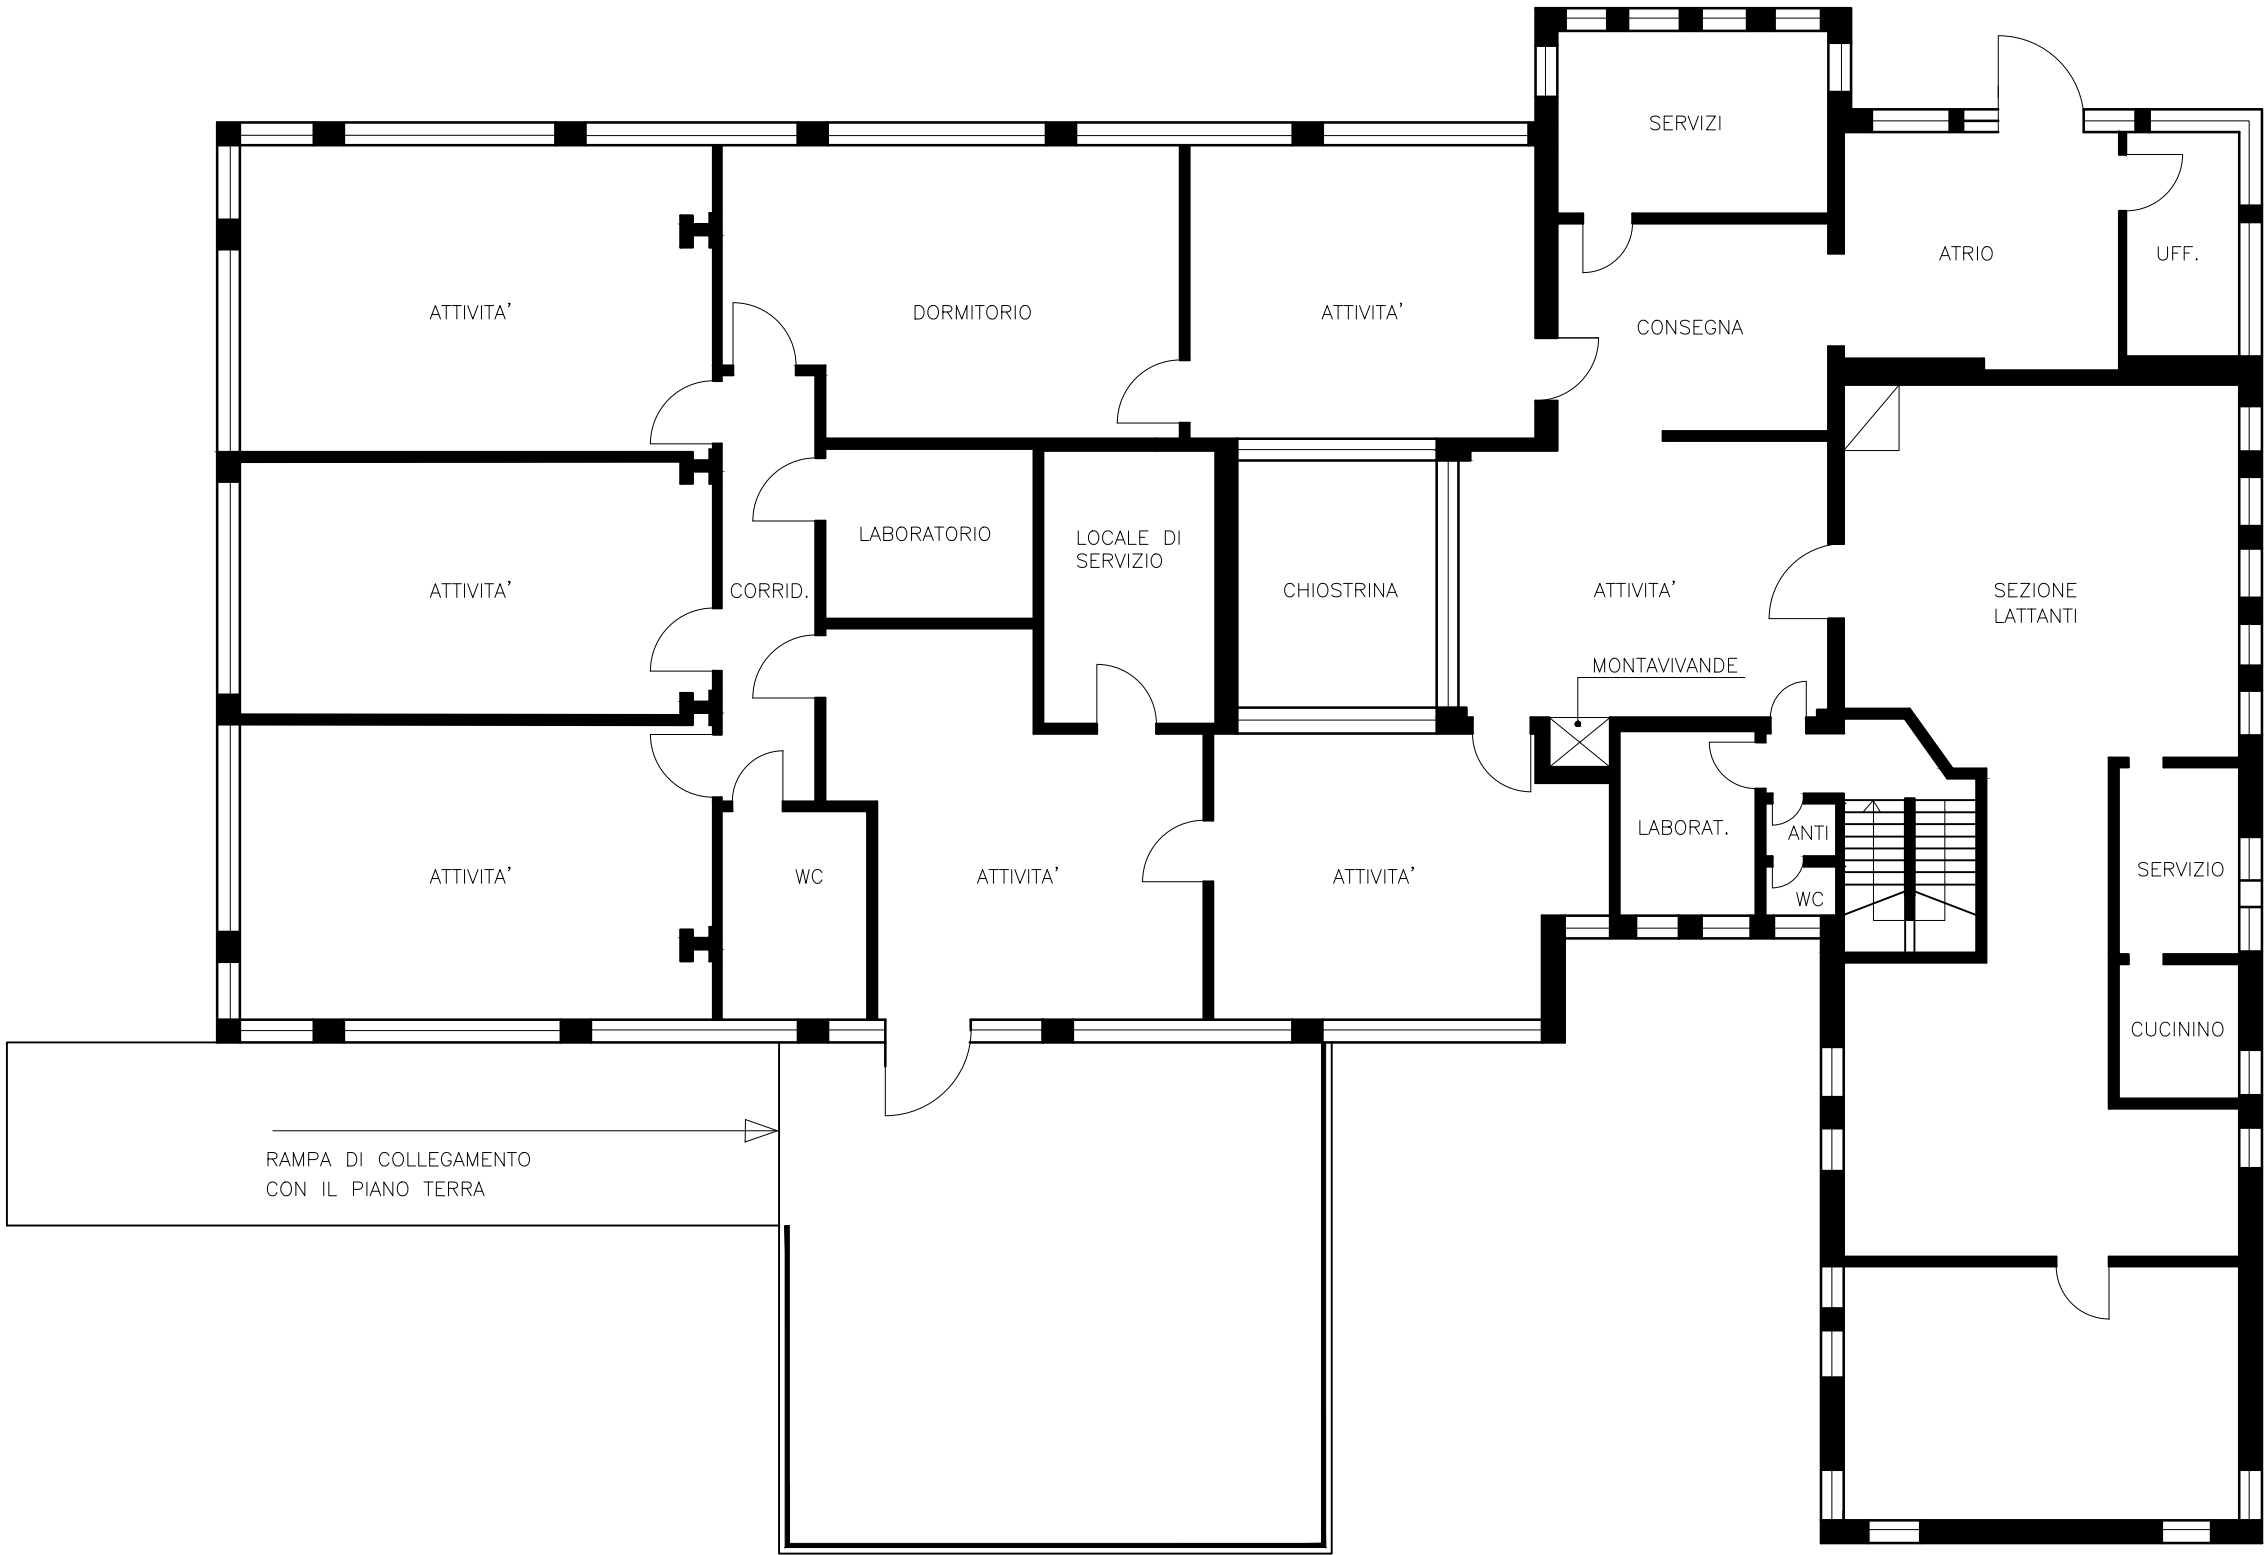 SERVIZI
ATRIO
UFF.
ATTIVITA'
DORMITORIO
ATTIVITA'
CONSEGNA
LABORATORIO
LOCALE DI
SERVIZIO
ATTIVITA'
CORRID.
CHIOSTRINA
ATTIVITA'
SEZIONE
LATTANTI
MONTAVIVANDE
LABORAT.
ANTI
ATTIVITA'
WC
ATTIVITA'
ATTIVITA'
WC
SERVIZIO
CUCININO
RAMPA DI COLLEGAMENTO
CON IL PIANO TERRA